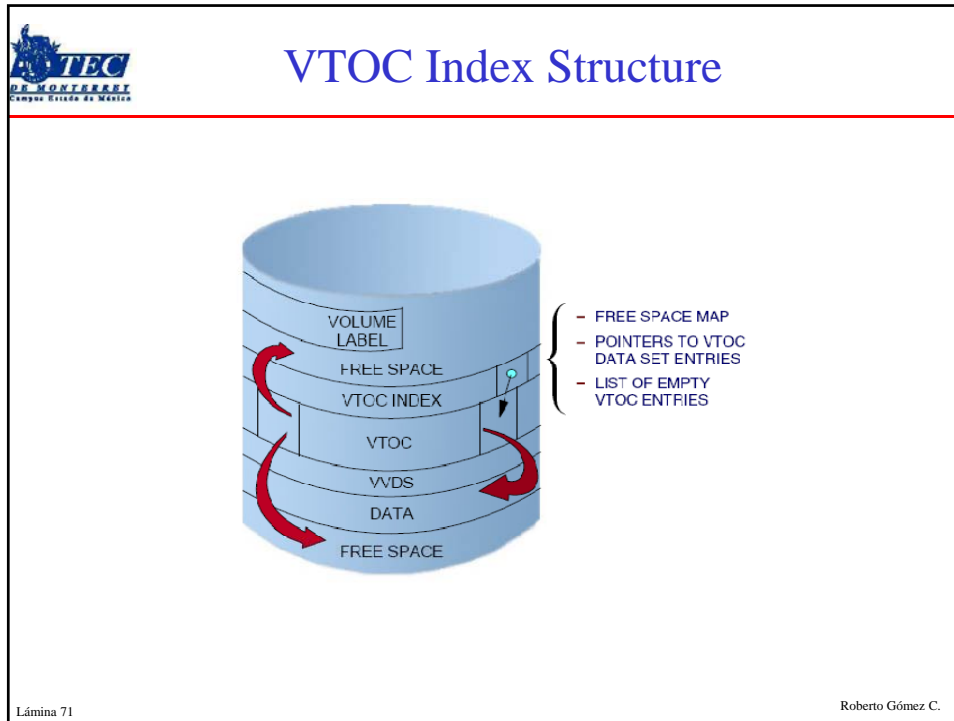 TEC
DE MONTERREY
Campus Estado de México
VTOC Index Structure
VOLUME
LABEL
FREE SPACE
VTOC INDEX
VTOC
VVDS
DATA
FREE SPACE
– FREE SPACE MAP
– POINTERS TO VTOC
DATA SET ENTRIES
– LIST OF EMPTY
VTOC ENTRIES
Lámina 71
Roberto Gómez C.